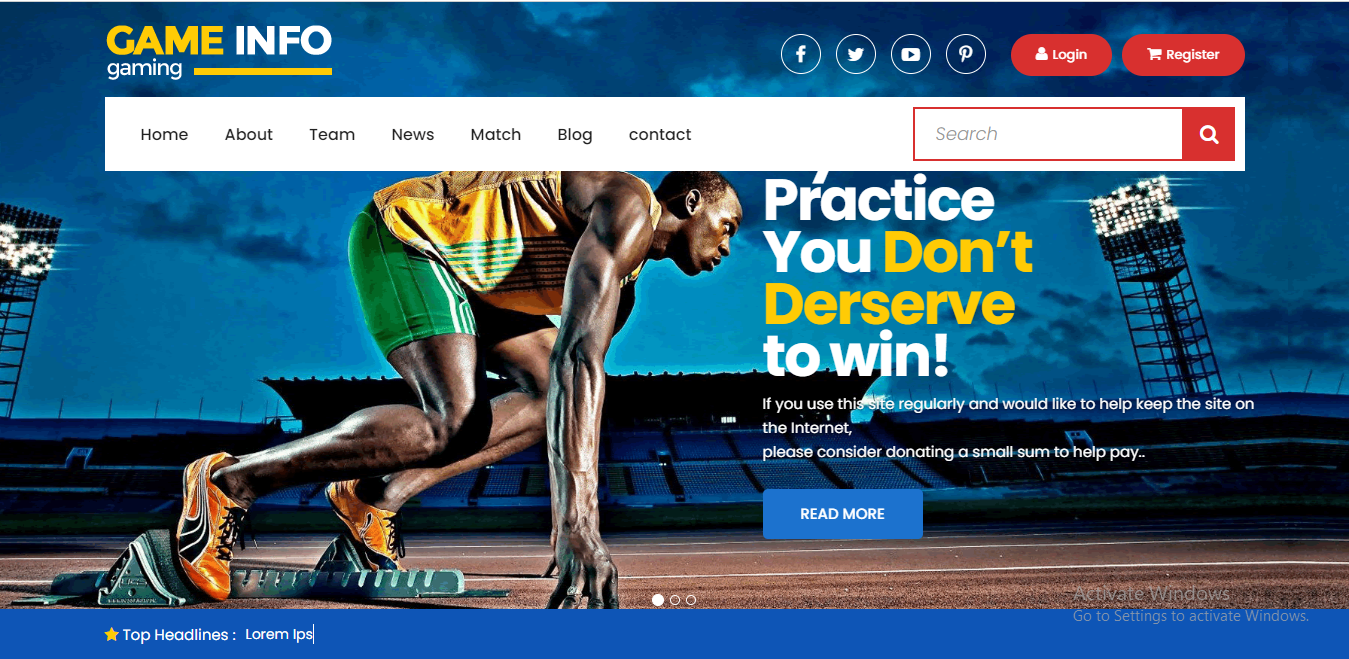 GAME INFO
gaming
Login
Register
Home
About
Team
News
Match
Blog
contact
Search
Practice
You Don’t
Derserve
to win!
If you use this site regularly and would like to help keep the site on
the Internet,
please consider donating a small sum to help pay..
READ MORE
Activate Windows
Go to Settings to activate Windows.
Top Headlines : Lorem Ips